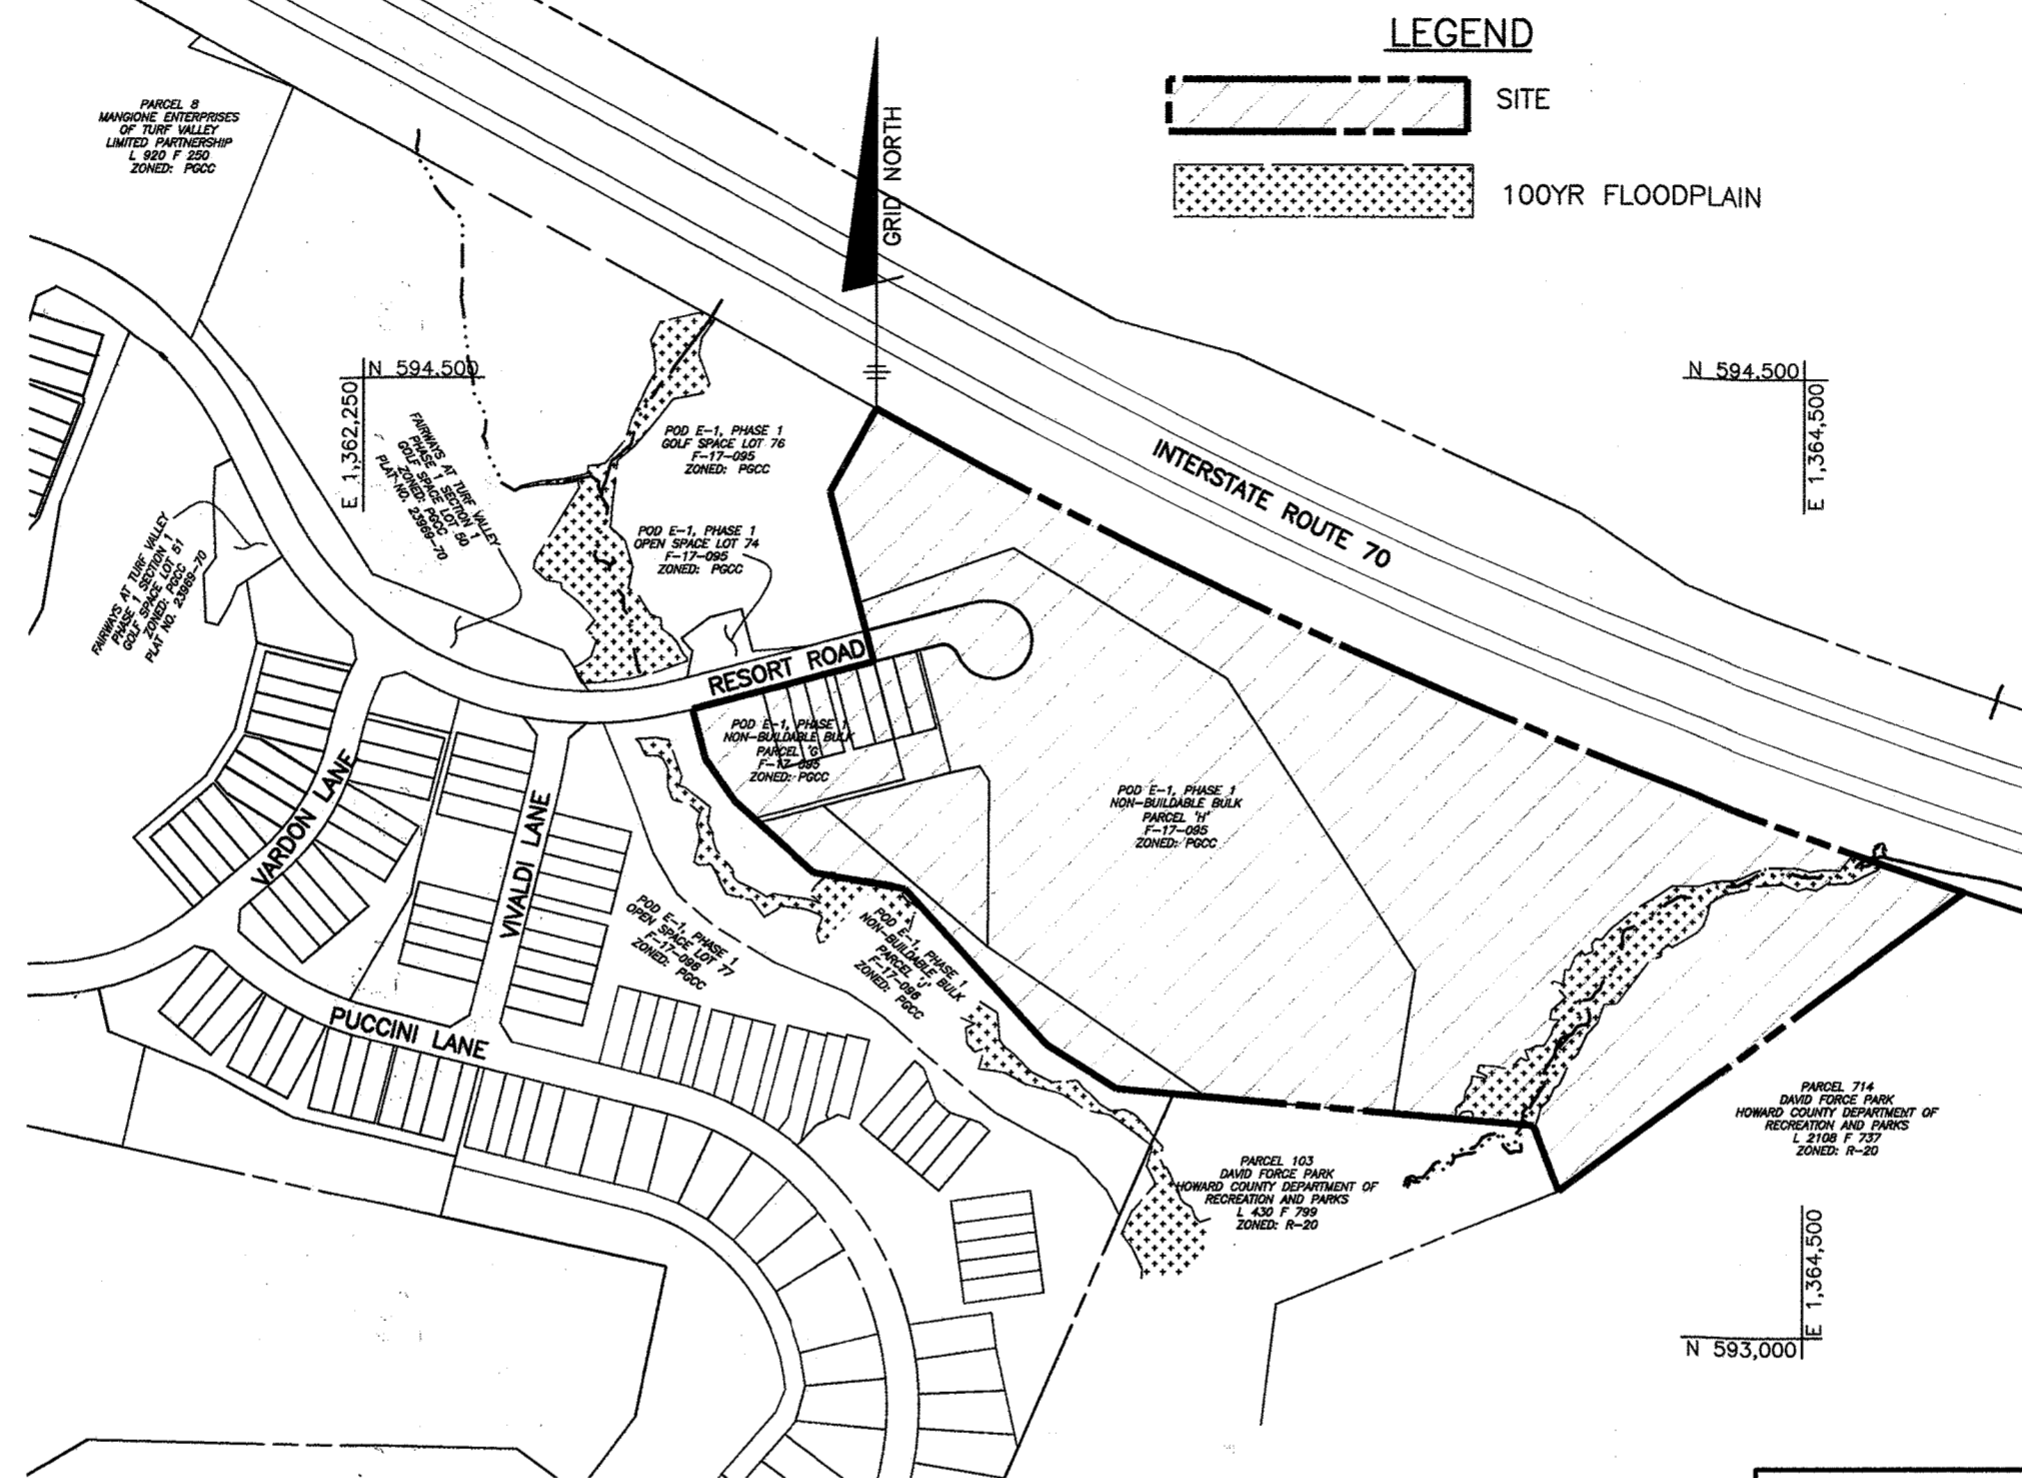 LEGEND
SITE
100YR FLOODPLAIN
GRID NORTH
PARCEL 8
MANGIONE ENTERPRISES
OF TURF VALLEY
LIMITED PARTNERSHIP
L 920 F 250
ZONED: PGCC
N 594,500
E 1,362,250
N 594,500
E 1,364,500
FAIRWAYS AT TURF VALLEY
PHASE 1 SECTION 1
GOLF SPACE LOT 50
ZONED: PGCC
PLAT NO. 23969-70
FAIRWAYS AT TURF VALLEY
PHASE 1 SECTION 1
GOLF SPACE LOT 51
ZONED: PGCC
PLAT NO. 23969-70
POD E-1, PHASE 1
GOLF SPACE LOT 76
F-17-095
ZONED: PGCC
POD E-1, PHASE 1
OPEN SPACE LOT 74
F-17-095
ZONED: PGCC
INTERSTATE ROUTE 70
RESORT ROAD
POD E-1, PHASE 1
NON-BUILDABLE BULK
PARCEL 'G'
F-17-095
ZONED: PGCC
POD E-1, PHASE 1
NON-BUILDABLE BULK
PARCEL 'H'
F-17-095
ZONED: PGCC
VARDON LANE
VIVALDI LANE
POD E-1, PHASE 1
OPEN SPACE LOT 77
F-17-096
ZONED: PGCC
POD E-1, PHASE 1
NON-BUILDABLE BULK
PARCEL 'J'
F-17-096
ZONED: PGCC
PUCCINI LANE
PARCEL 714
DAVID FORCE PARK
HOWARD COUNTY DEPARTMENT OF
RECREATION AND PARKS
L 2108 F 737
ZONED: R-20
PARCEL 103
DAVID FORCE PARK
HOWARD COUNTY DEPARTMENT OF
RECREATION AND PARKS
L 430 F 799
ZONED: R-20
E 1,364,500
N 593,000